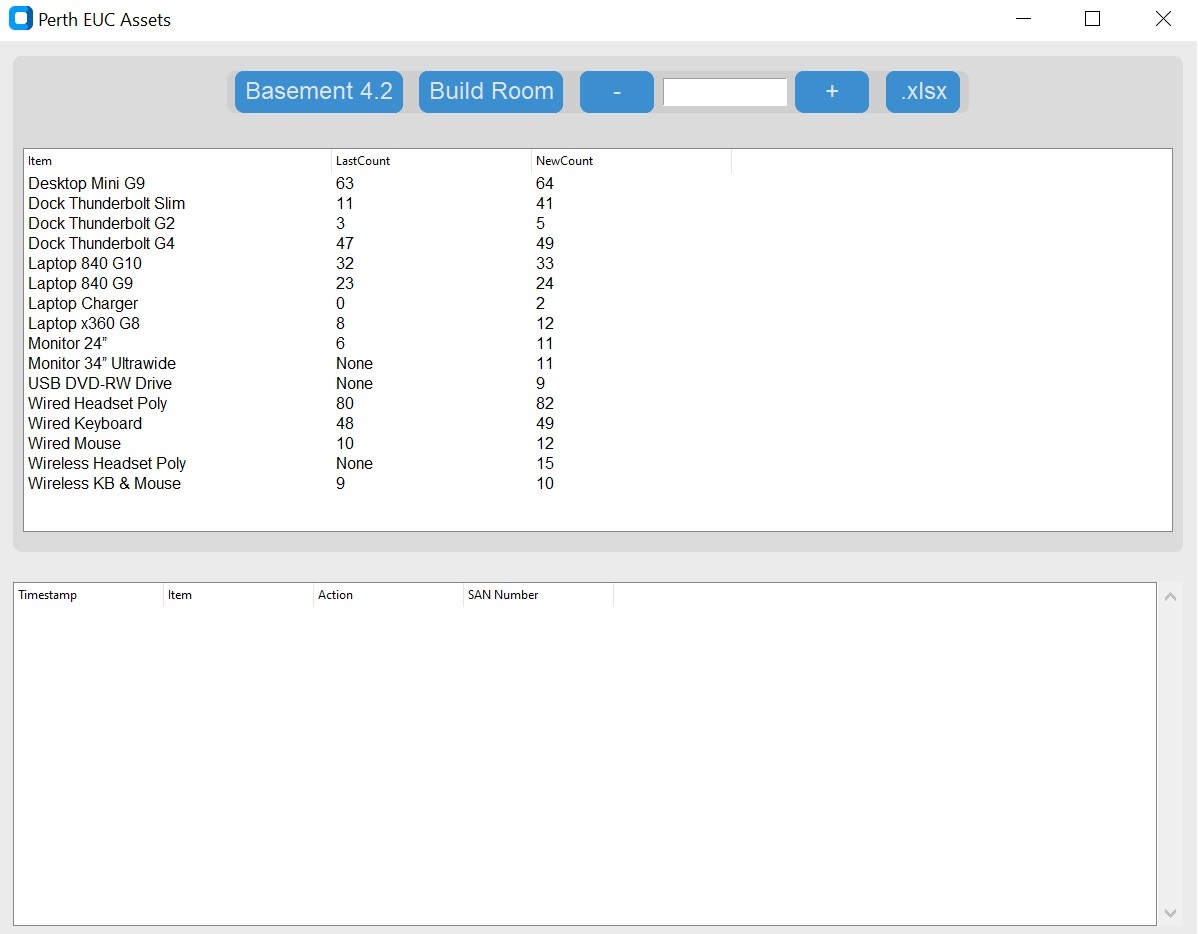 Perth EUC Assets
Basement 4.2 Build Room - + .xlsx
Item LastCount NewCount
Desktop Mini G9 63 64
Dock Thunderbolt Slim 11 41
Dock Thunderbolt G2 3 5
Dock Thunderbolt G4 47 49
Laptop 840 G10 32 33
Laptop 840 G9 23 24
Laptop Charger 0 2
Laptop x360 G8 8 12
Monitor 24” 6 11
Monitor 34” Ultrawide None 11
USB DVD-RW Drive None 9
Wired Headset Poly 80 82
Wired Keyboard 48 49
Wired Mouse 10 12
Wireless Headset Poly None 15
Wireless KB & Mouse 9 10
Timestamp Item Action SAN Number